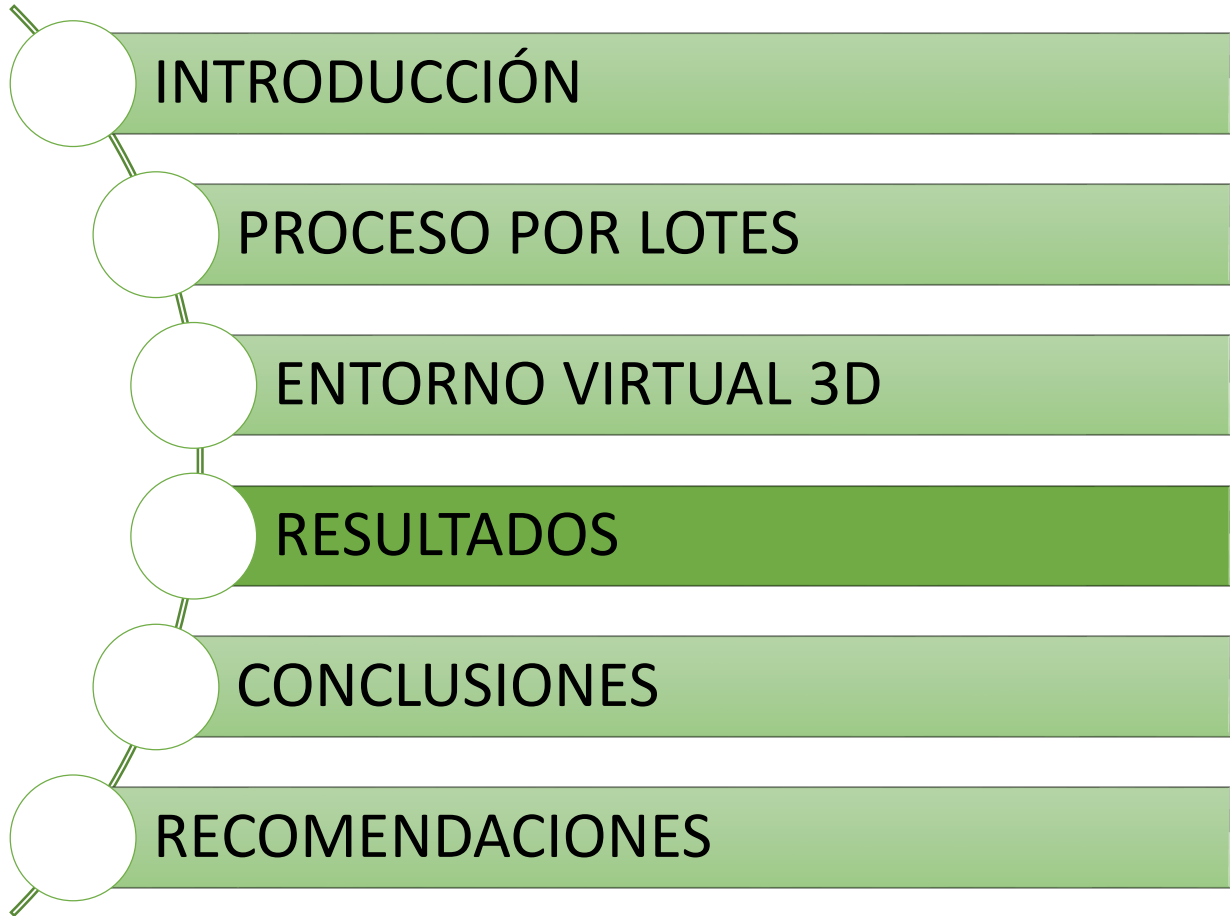 INTRODUCCIÓN
PROCESO POR LOTES
ENTORNO VIRTUAL 3D
RESULTADOS
CONCLUSIONES
RECOMENDACIONES